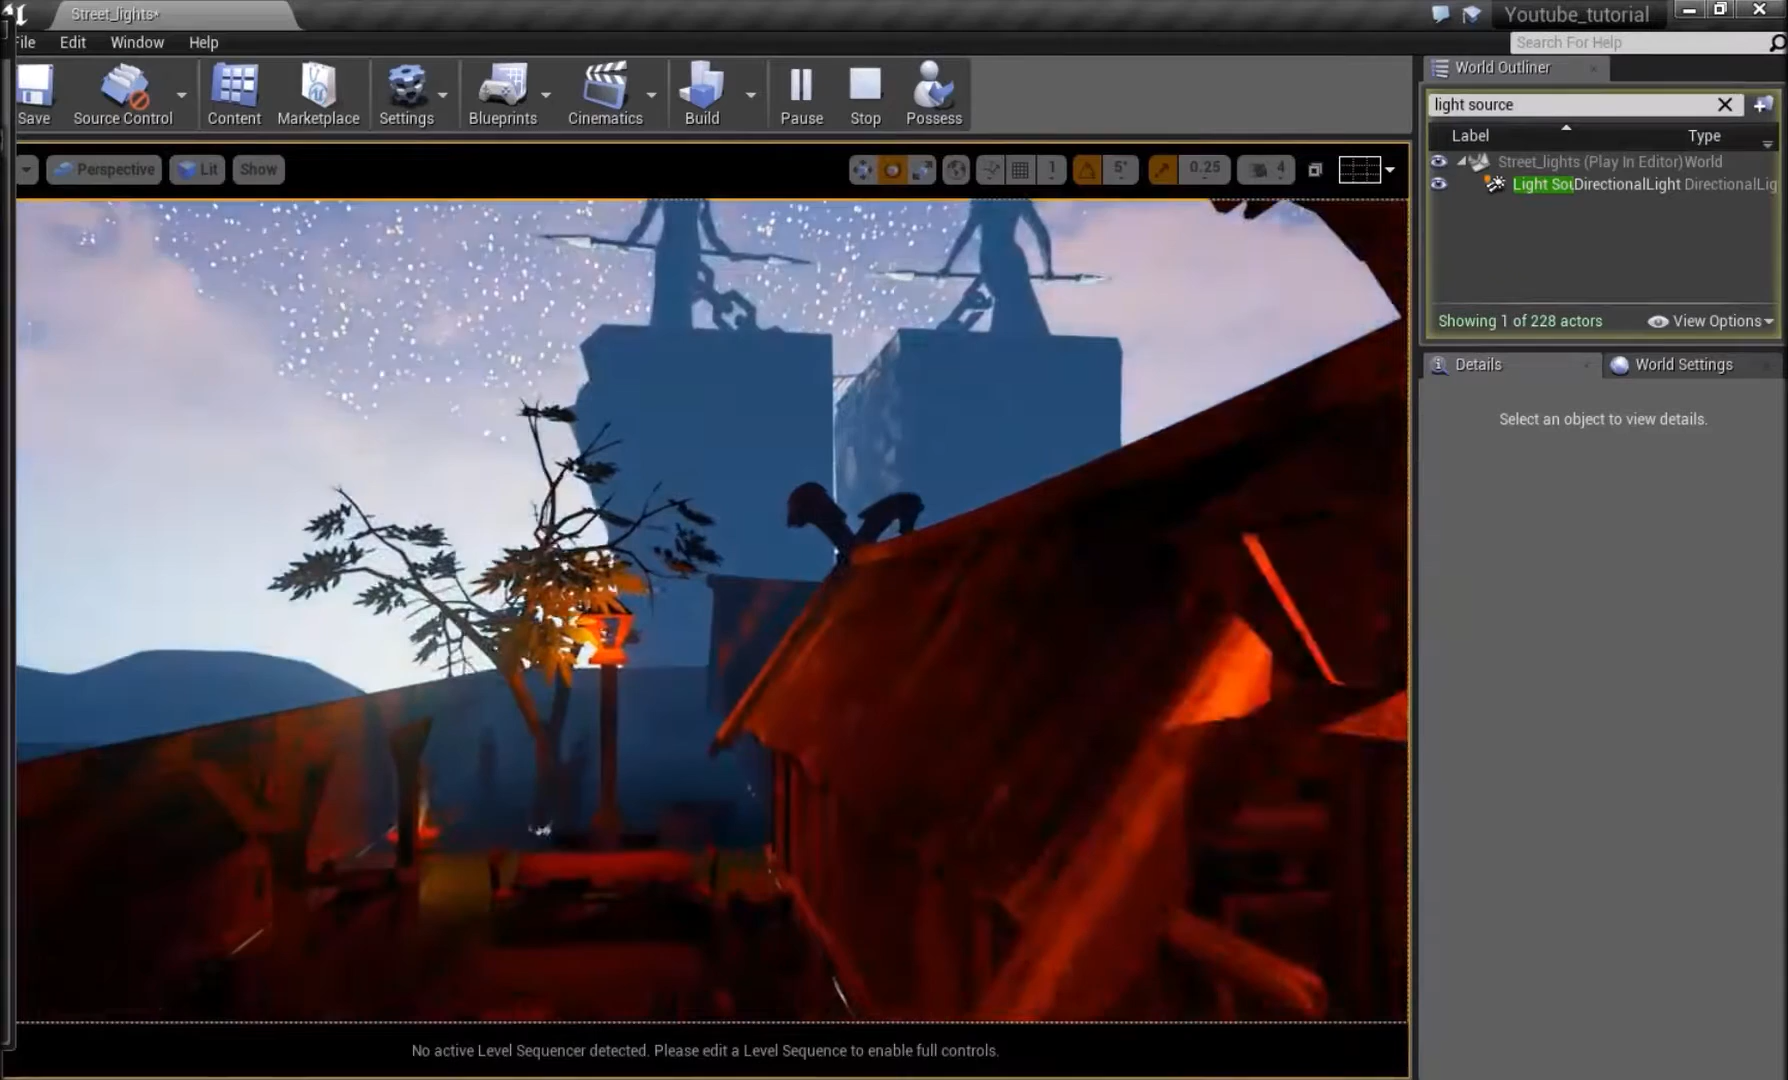 Street_lights*
Youtube_tutorial
File Edit Window Help
Search For Help
Save Source Control Content Marketplace Settings Blueprints Cinematics Build Pause Stop Possess
World Outliner
light source
Label Type
Perspective Lit Show 1 5° 0.25 4
Street_lights (Play In Editor) World
Light Sou DirectionalLight DirectionalLig
Showing 1 of 228 actors View Options
Details World Settings
Select an object to view details.
No active Level Sequencer detected. Please edit a Level Sequence to enable full controls.